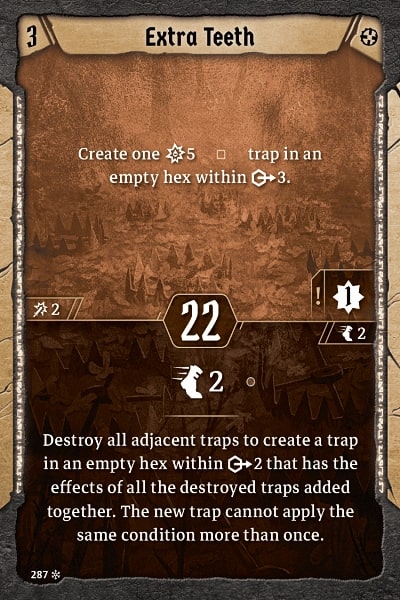 3
Extra Teeth
Create one 5 trap in an
empty hex within 3.
1
2
22
2
2
Destroy all adjacent traps to create a trap
in an empty hex within 2 that has the
effects of all the destroyed traps added
together. The new trap cannot apply the
same condition more than once.
287